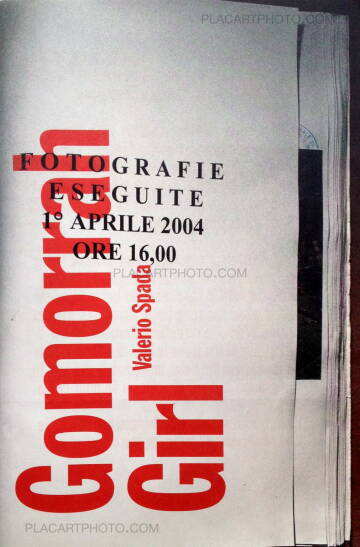 PLACARTPHOTO.COM
FOTOGRAFIE
ESEGUITE
1° APRILE 2004
ORE 16,00
PLACARTPHOTO.COM
Gomorrah
Girl
Valerio Spada
PLACARTPHOTO.COM